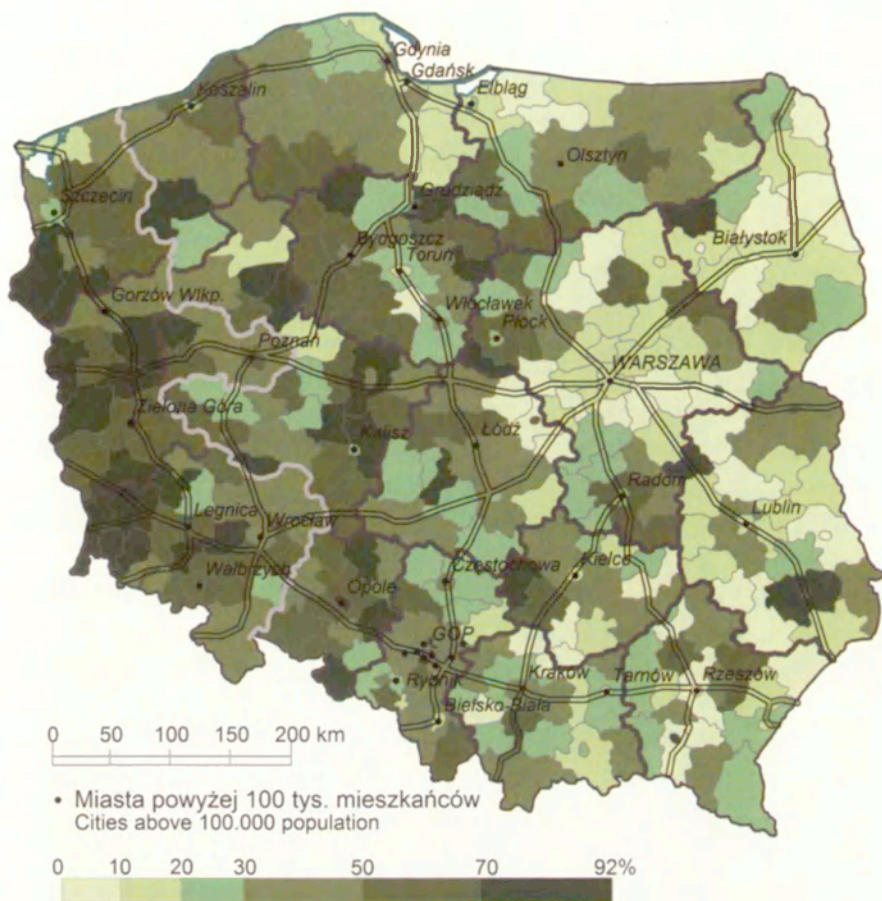 Gdynia
Gdańsk
Koszalin
Elbląg
Olsztyn
Szczecin
Grudziądz
Bydgoszcz
Białystok
Toruń
Gorzów Wlkp.
Włocławek
Płock
Poznań
WARSZAWA
Zielona Góra
Kalisz
Łódź
Radom
Legnica
Wrocław
Lublin
Wałbrzych
Opole
Częstochowa
Kielce
GOP
Rybnik
Kraków
Tarnów
Rzeszów
Bielsko-Biała
0 50 100 150 200 km
• Miasta powyżej 100 tys. mieszkańców
Cities above 100.000 population
0 10 20 30 50 70 92%